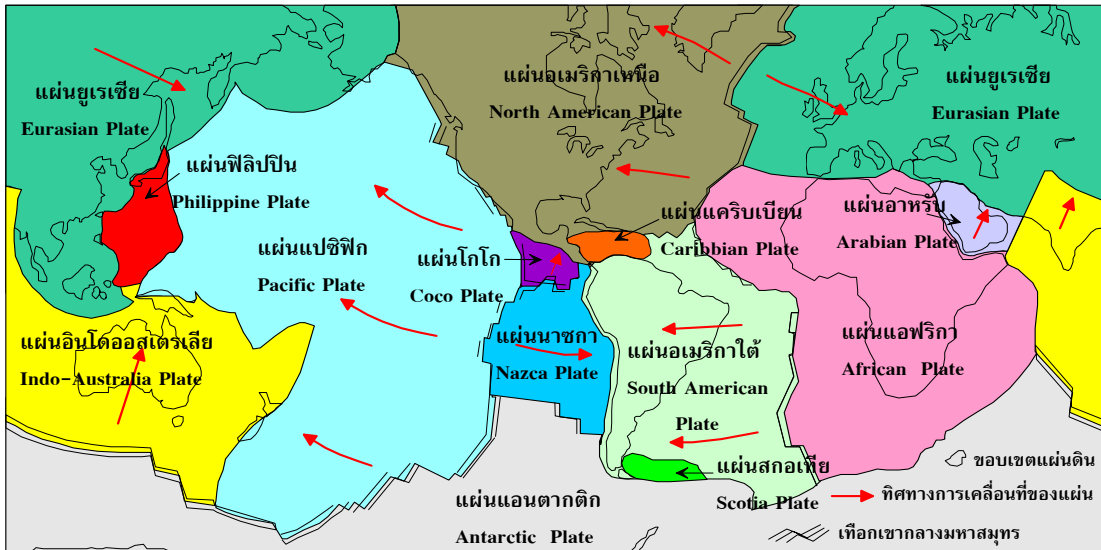 แผ่นยูเรเซีย
Eurasian Plate
แผ่นฟิลิปปิน
Philippine Plate
แผ่นแปซิฟิก
Pacific Plate
แผ่นอินโดออสเตรเลีย
Indo-Australia Plate
แผ่นอเมริกาเหนือ
North American Plate
แผ่นยูเรเซีย
Eurasian Plate
แผ่นแคริบเบียน
Caribbian Plate
แผ่นอาหรับ
Arabian Plate
แผ่นโกโก
Coco Plate
แผ่นนาซกา
Nazca Plate
แผ่นอเมริกาใต้
South American
Plate
แผ่นแอฟริกา
African Plate
แผ่นสกอเทีย
Scotia Plate
แผ่นแอนตากติก
Antarctic Plate
ขอบเขตแผ่นดิน
ทิศทางการเคลื่อนที่ของแผ่น
เทือกเขากลางมหาสมุทร